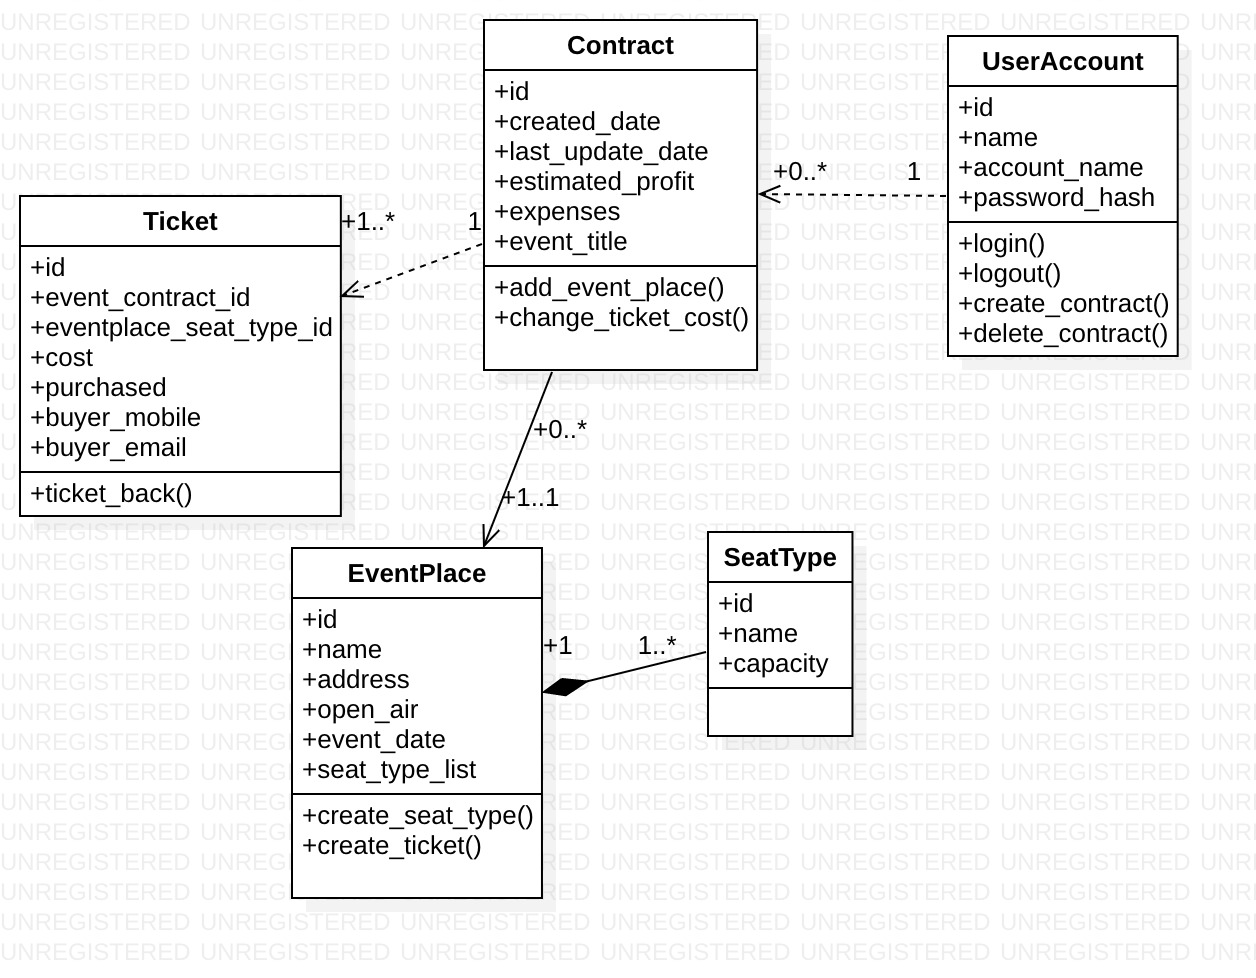 Contract
+id
+created_date
+last_update_date
+estimated_profit
+expenses
+event_title
+add_event_place()
+change_ticket_cost()
UserAccount
+id
+name
+account_name
+password_hash
+login()
+logout()
+create_contract()
+delete_contract()
+0..*
1
Ticket
+id
+event_contract_id
+eventplace_seat_type_id
+cost
+purchased
+buyer_mobile
+buyer_email
+ticket_back()
+1..*
1
+0..*
+1..1
EventPlace
+id
+name
+address
+open_air
+event_date
+seat_type_list
+create_seat_type()
+create_ticket()
+1
1..*
SeatType
+id
+name
+capacity
UNREGISTERED